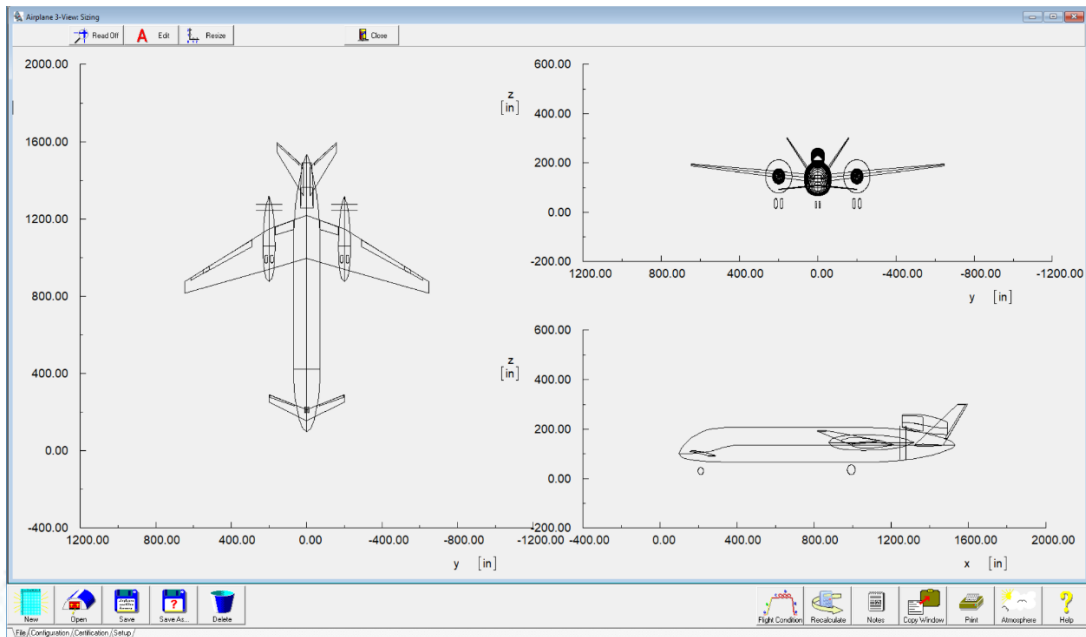 Airplane 3-View: Sizing
Read Off A Edit Resize Close
2000.00
1600.00
1200.00
800.00
400.00
0.00
-400.00
1200.00 800.00 400.00 0.00 -400.00 -800.00 -1200.00
y [in]
z
[in]
600.00
400.00
200.00
0.00
-200.00
1200.00 800.00 400.00 0.00 -400.00 -800.00 -1200.00
y [in]
z
[in]
600.00
400.00
200.00
0.00
-200.00
-400.00 0.00 400.00 800.00 1200.00 1600.00 2000.00
x [in]
New Open Save Save As... Delete Flight Condition Recalculate Notes Copy Window Print Atmosphere Help
\File/Configuration/Certification/Setup/